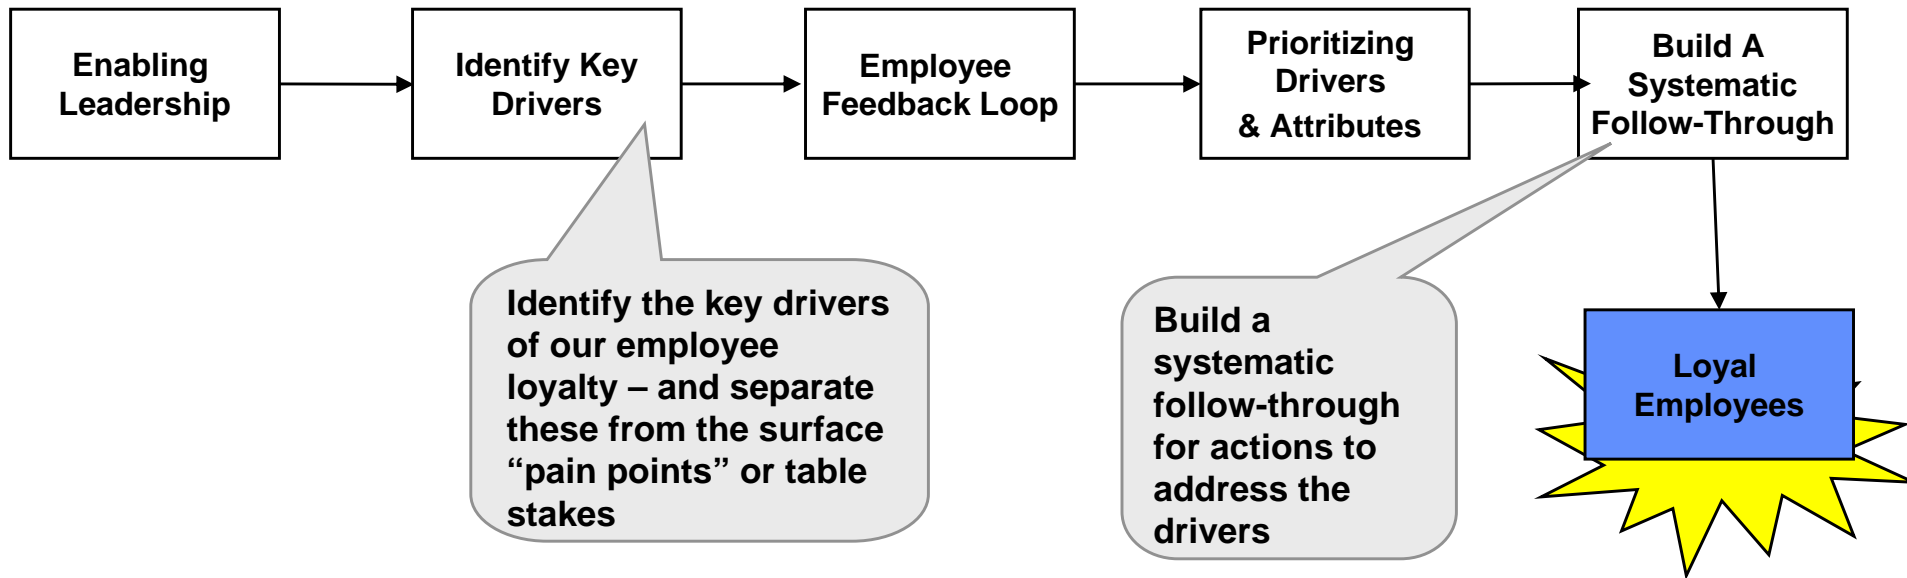 Enabling
Leadership
Identify Key
Drivers
Employee
Feedback Loop
Prioritizing
Drivers
& Attributes
Build A
Systematic
Follow-Through
Identify the key drivers
of our employee
loyalty – and separate
these from the surface
“pain points” or table
stakes
Build a
systematic
follow-through
for actions to
address the
drivers
Loyal
Employees